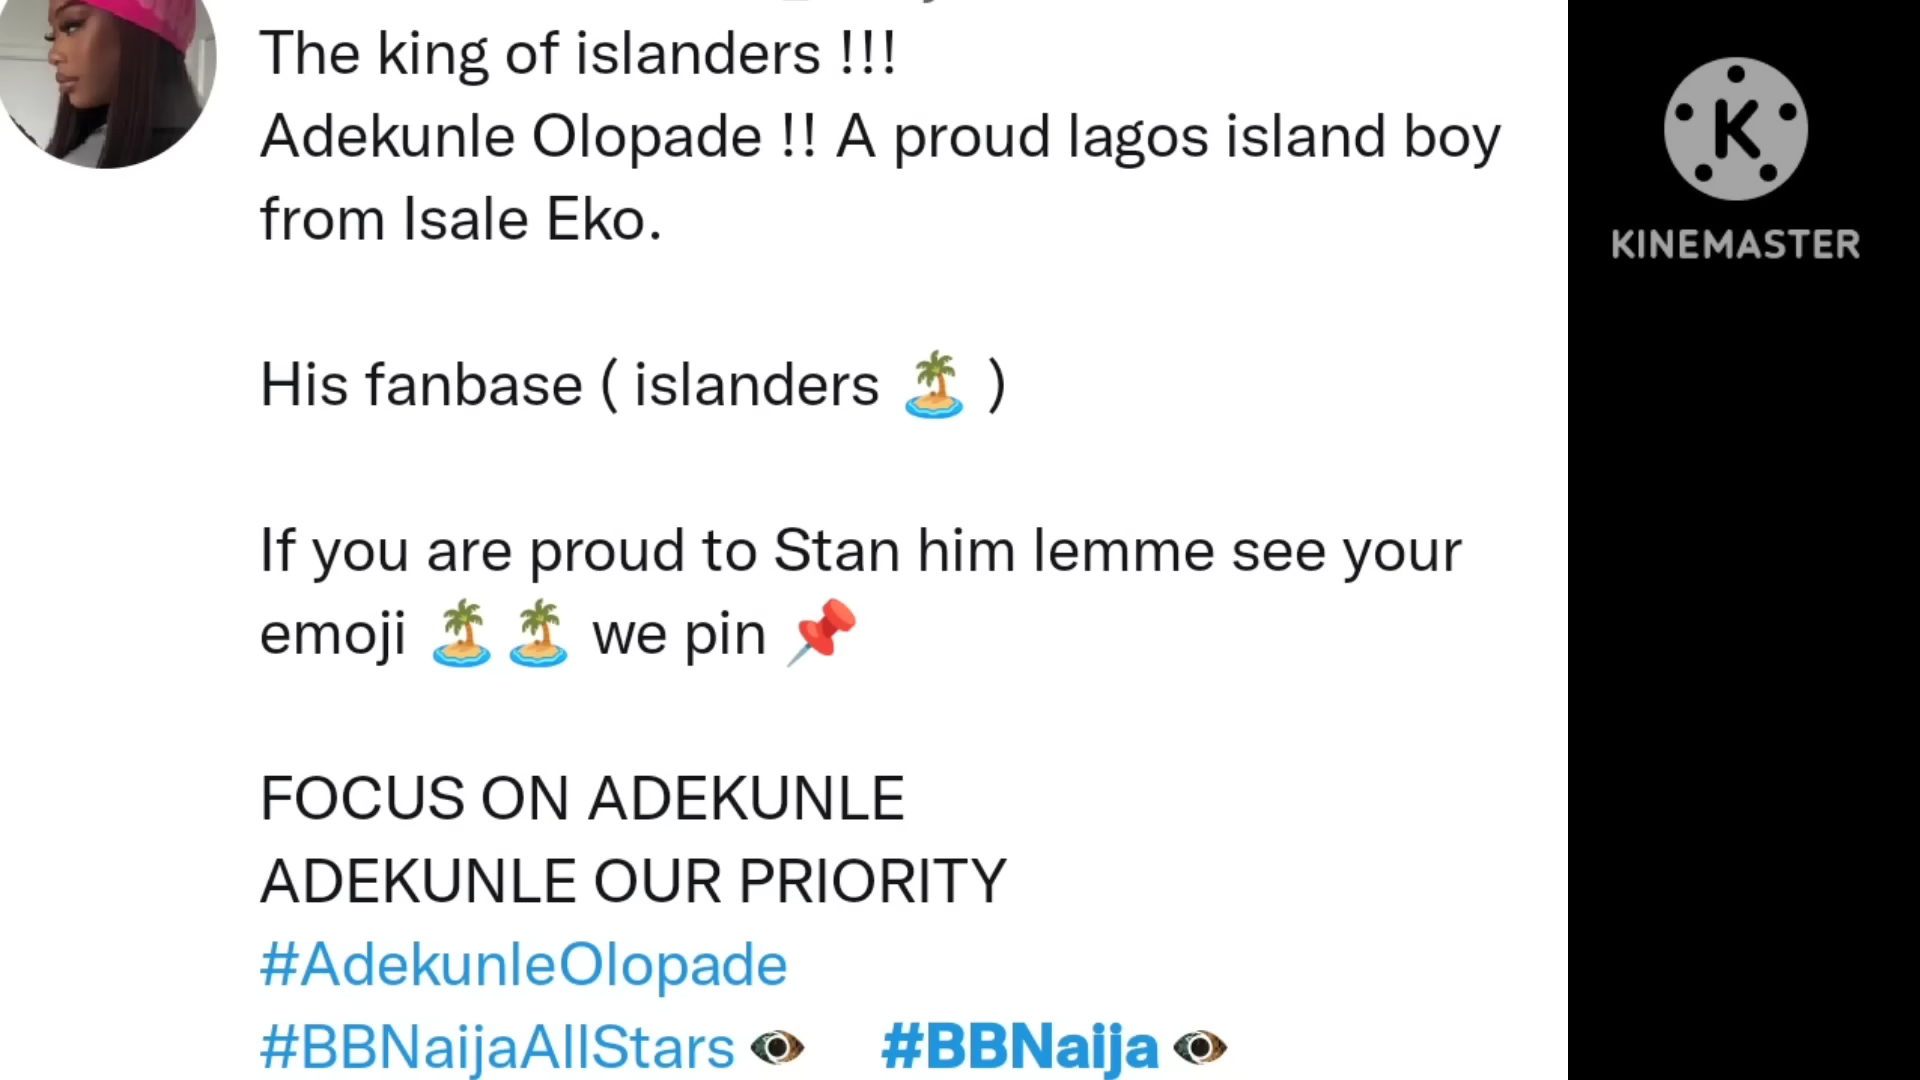 The king of islanders !!!
Adekunle Olopade !! A proud lagos island boy
from Isale Eko.
His fanbase ( islanders 🏝️ )
If you are proud to Stan him lemme see your
emoji 🏝️🏝️ we pin 📌
FOCUS ON ADEKUNLE
ADEKUNLE OUR PRIORITY
#AdekunleOlopade
#BBNaijaAllStars #BBNaija
K
KINEMASTER